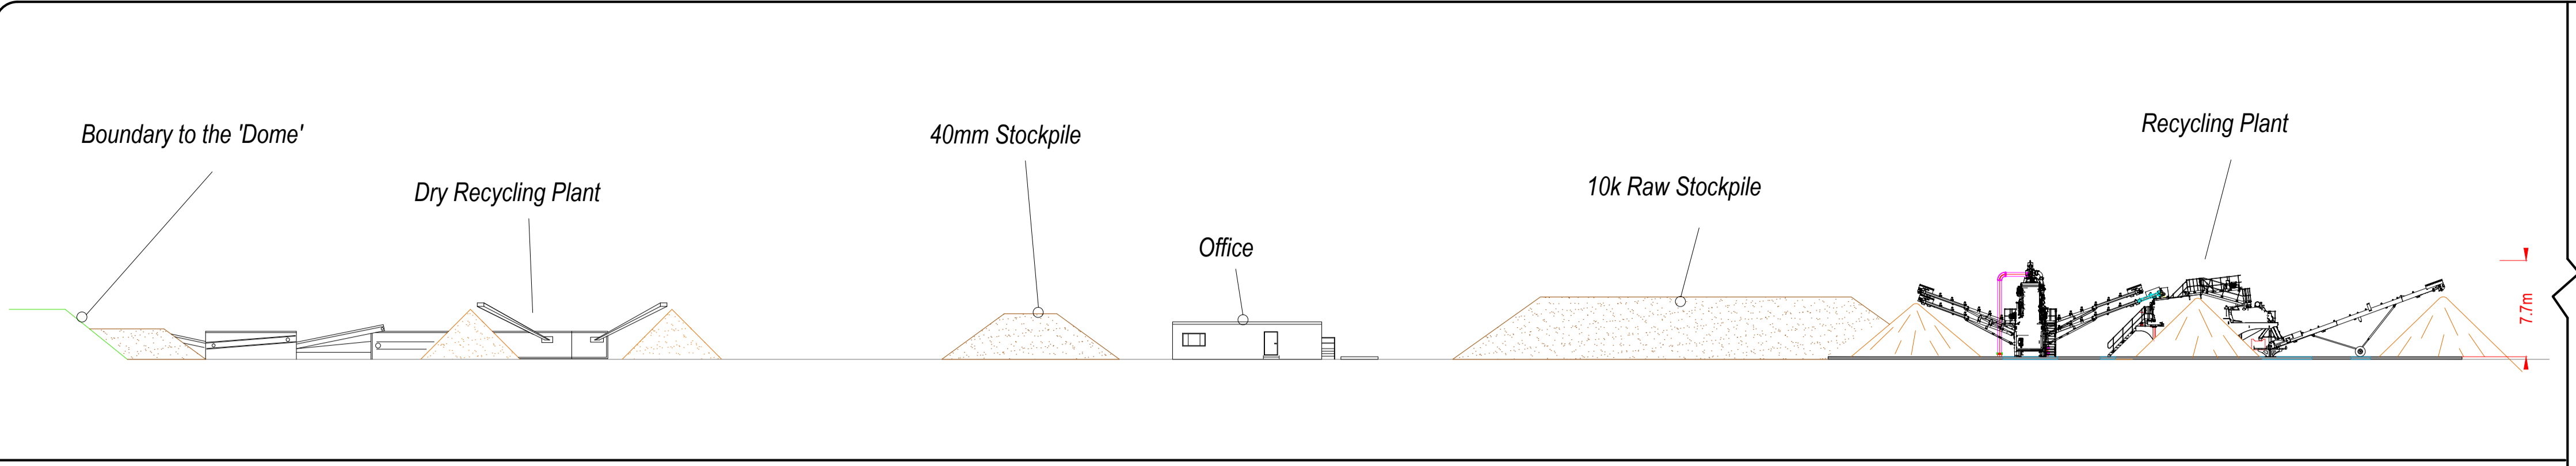 Boundary to the 'Dome'
Dry Recycling Plant
40mm Stockpile
Office
10k Raw Stockpile
Recycling Plant
7.7m